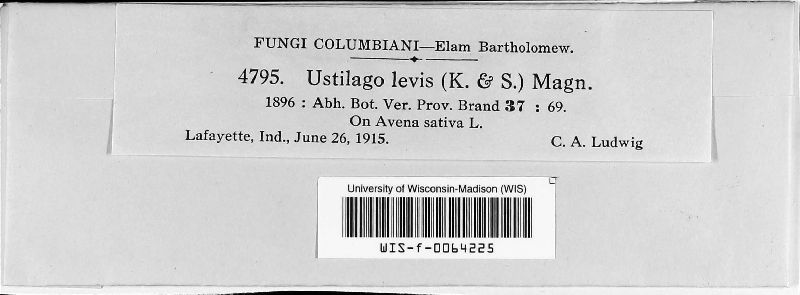 FUNGI COLUMBIANI—Elam Bartholomew.
4795. Ustilago levis (K. & S.) Magn.
1896 : Abh. Bot. Ver. Prov. Brand 37 : 69.
On Avena sativa L.
Lafayette, Ind., June 26, 1915. C. A. Ludwig
University of Wisconsin-Madison (WIS)
WIS-f-0064225